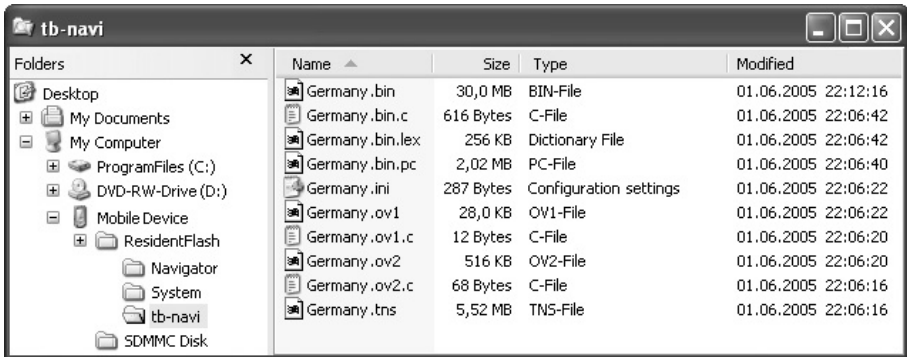 tb-navi
Folders
Desktop
My Documents
My Computer
ProgramFiles (C:)
DVD-RW-Drive (D:)
Mobile Device
ResidentFlash
Navigator
System
tb-navi
SDMMC Disk
Name Size Type Modified
Germany.bin 30,0 MB BIN-File 01.06.2005 22:12:16
Germany.bin.c 616 Bytes C-File 01.06.2005 22:06:42
Germany.bin.lex 256 KB Dictionary File 01.06.2005 22:06:42
Germany.bin.pc 2,02 MB PC-File 01.06.2005 22:06:40
Germany.ini 287 Bytes Configuration settings 01.06.2005 22:06:22
Germany.ov1 28,0 KB OV1-File 01.06.2005 22:06:22
Germany.ov1.c 12 Bytes C-File 01.06.2005 22:06:20
Germany.ov2 516 KB OV2-File 01.06.2005 22:06:20
Germany.ov2.c 68 Bytes C-File 01.06.2005 22:06:16
Germany.tns 5,52 MB TNS-File 01.06.2005 22:06:16